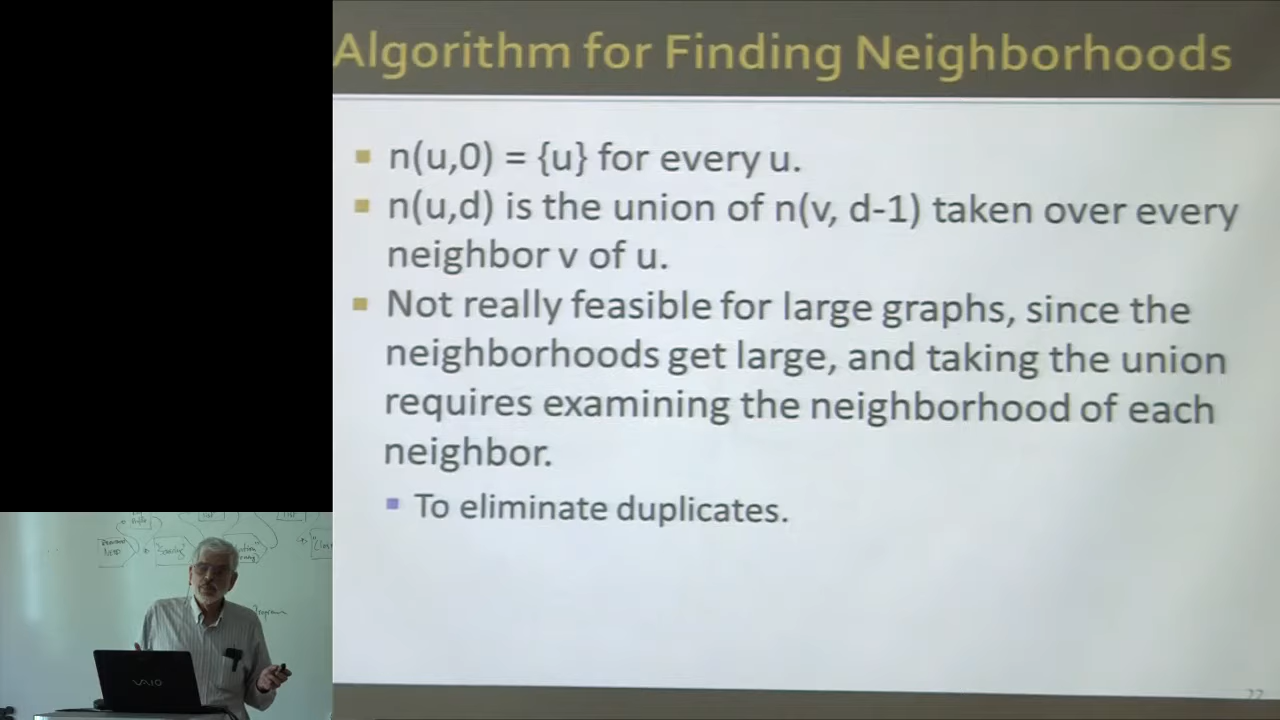 Algorithm for Finding Neighborhoods
n(u,0) = {u} for every u.
n(u,d) is the union of n(v, d-1) taken over every
neighbor v of u.
Not really feasible for large graphs, since the
neighborhoods get large, and taking the union
requires examining the neighborhood of each
neighbor.
To eliminate duplicates.
22
VAIO